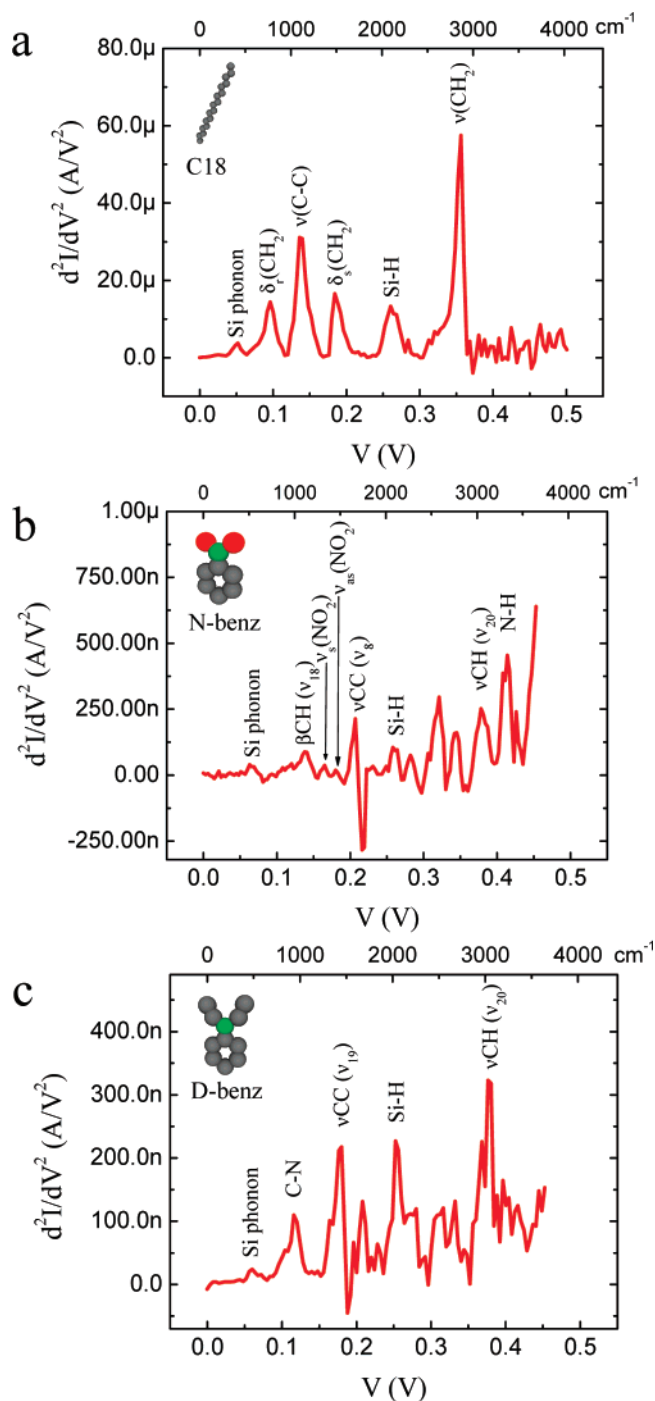 a
0 1000 2000 3000 4000 cm⁻¹
80.0µ
60.0µ
40.0µ
20.0µ
0.0
d²I/dV² (A/V²)
C18
Si phonon
δᵣ(CH₂)
ν(C-C)
δₛ(CH₂)
Si-H
ν(CH₂)
0.0 0.1 0.2 0.3 0.4 0.5
V (V)
b
0 1000 2000 3000 4000 cm⁻¹
1.00µ
750.00n
500.00n
250.00n
0.00
-250.00n
d²I/dV² (A/V²)
N-benz
Si phonon
βCH (ν₁₈)
νₛ(NO₂)
νₐₛ(NO₂)
νCC (ν₈)
Si-H
νCH (ν₂₀)
N-H
0.0 0.1 0.2 0.3 0.4 0.5
V (V)
c
0 1000 2000 3000 4000 cm⁻¹
400.0n
300.0n
200.0n
100.0n
0.0
d²I/dV² (A/V²)
D-benz
Si phonon
C-N
νCC (ν₁₉)
Si-H
νCH (ν₂₀)
0.0 0.1 0.2 0.3 0.4 0.5
V (V)